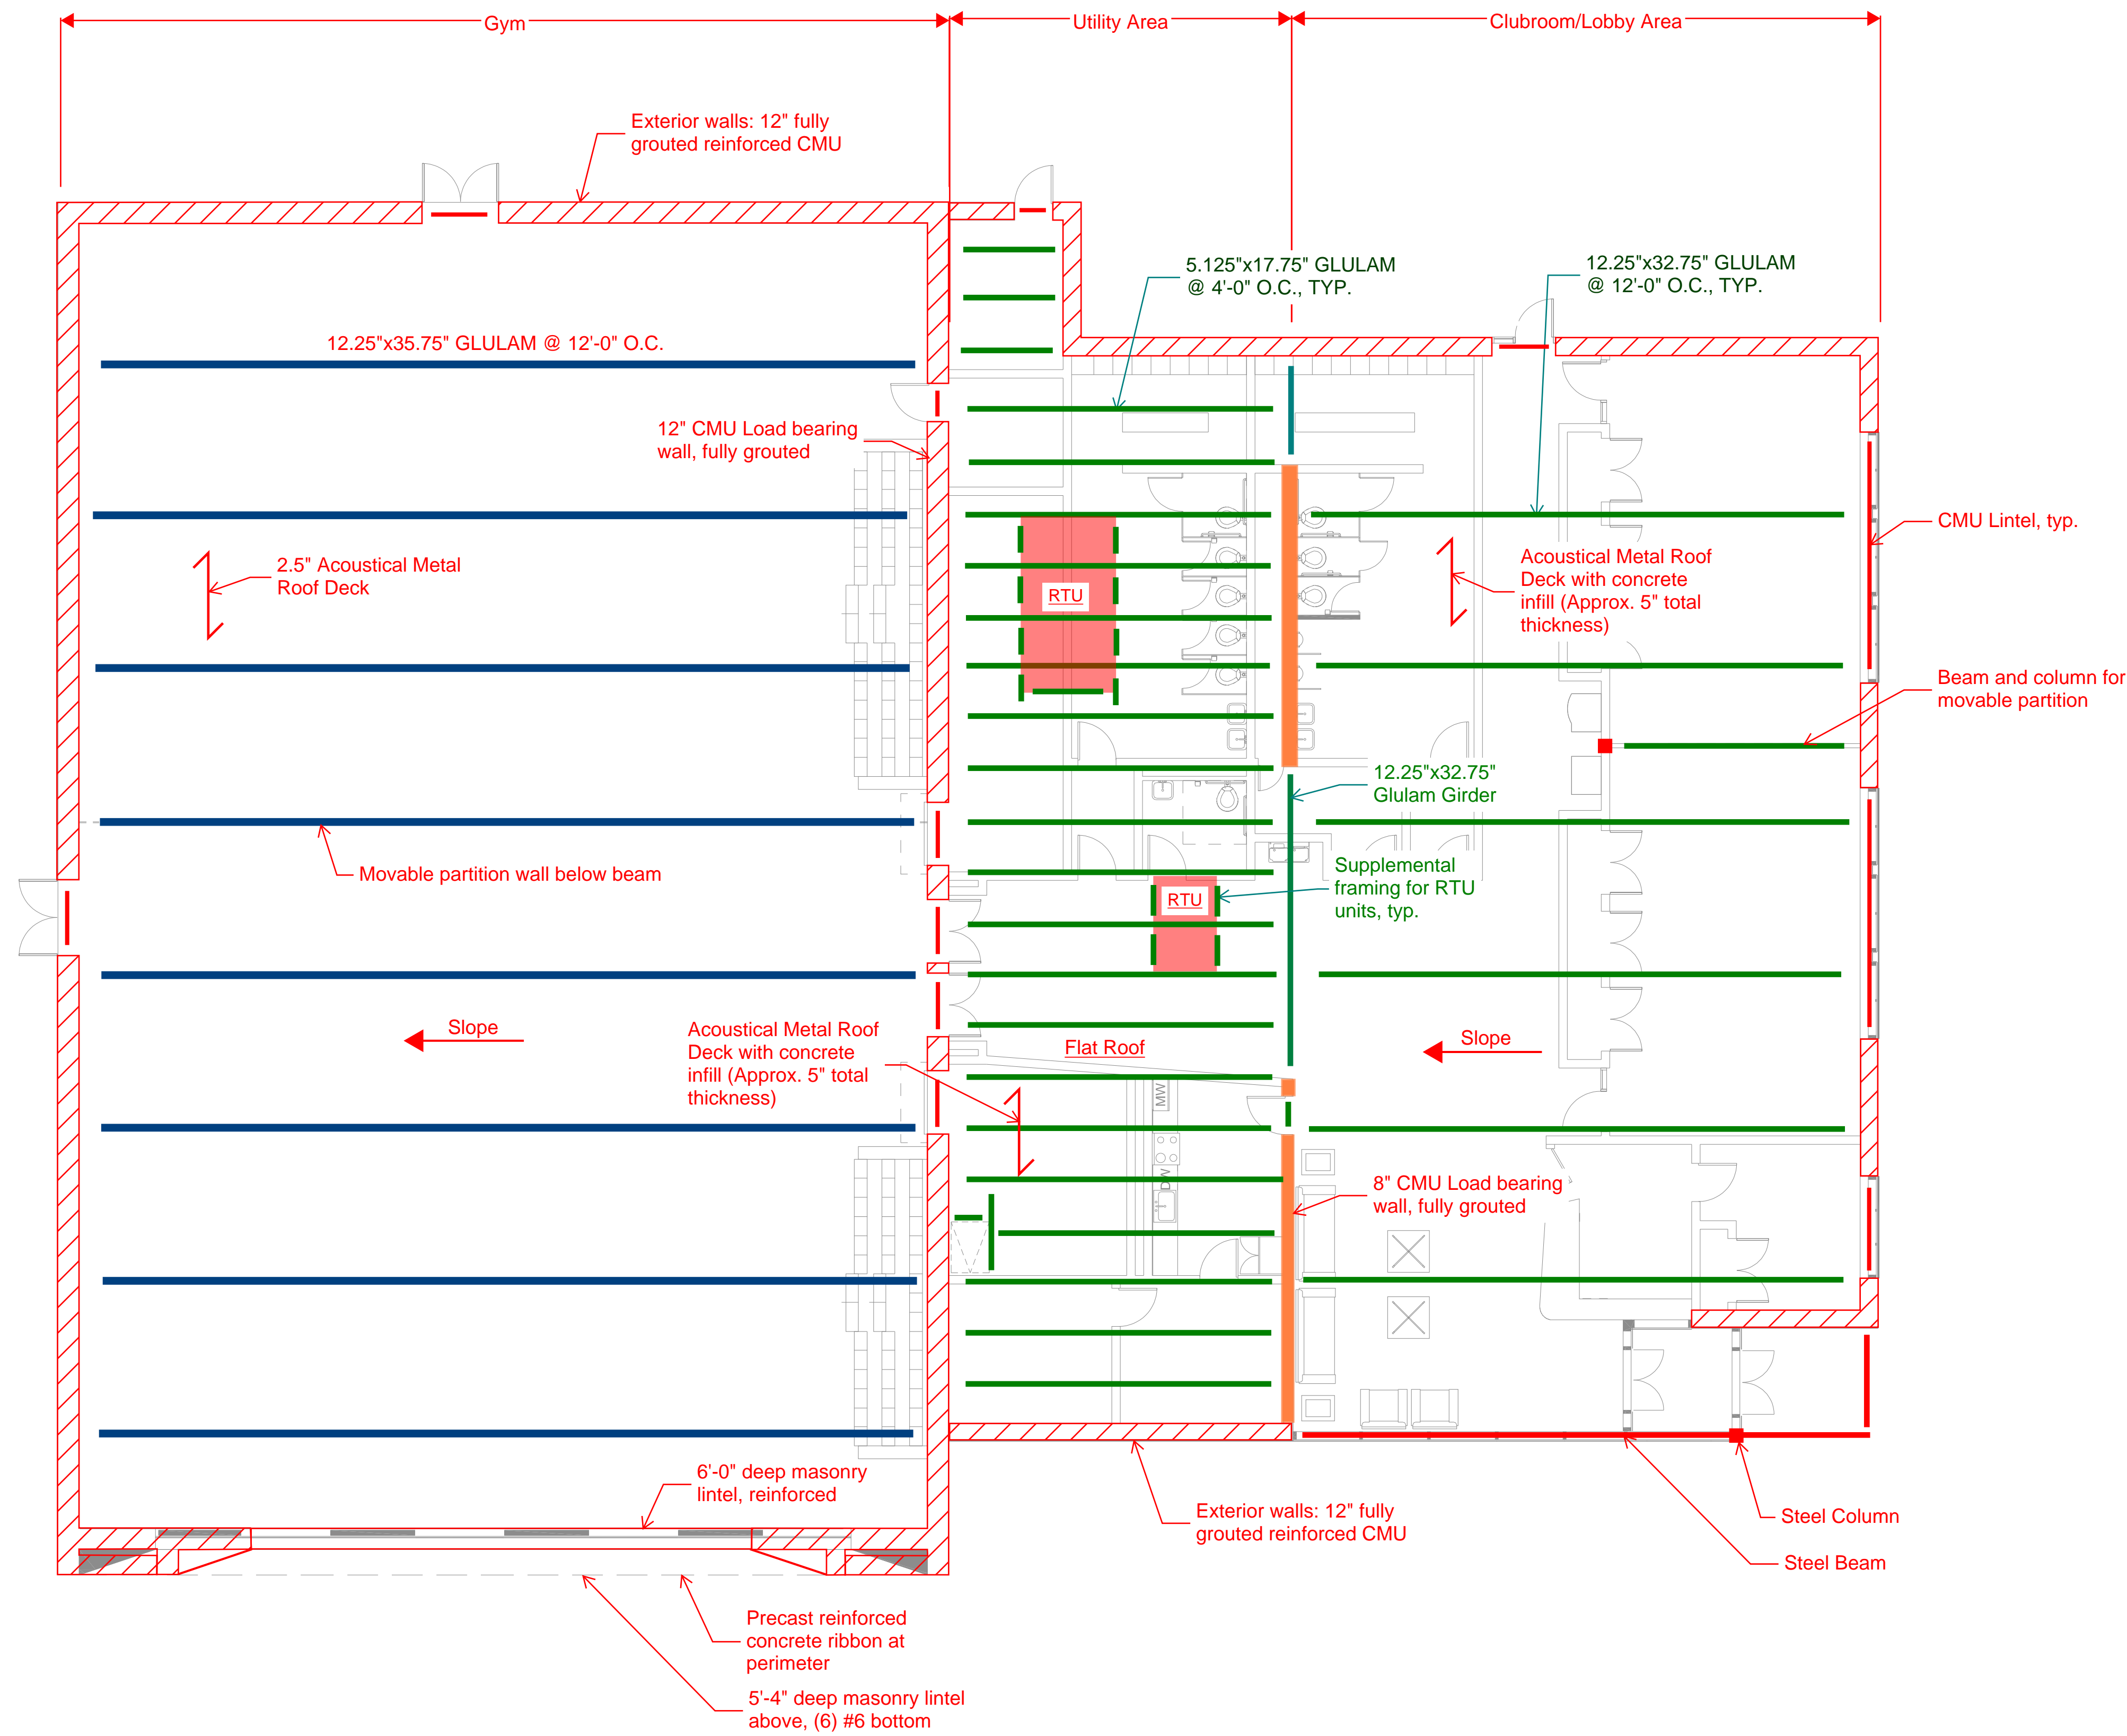 Gym
Utility Area
Clubroom/Lobby Area
Exterior walls: 12" fully
grouted reinforced CMU
5.125"x17.75" GLULAM
@ 4'-0" O.C., TYP.
12.25"x32.75" GLULAM
@ 12'-0" O.C., TYP.
12.25"x35.75" GLULAM @ 12'-0" O.C.
12" CMU Load bearing
wall, fully grouted
CMU Lintel, typ.
2.5" Acoustical Metal
Roof Deck
RTU
Acoustical Metal Roof
Deck with concrete
infill (Approx. 5" total
thickness)
Beam and column for
movable partition
12.25"x32.75"
Glulam Girder
Movable partition wall below beam
Supplemental
framing for RTU
units, typ.
RTU
Slope
Acoustical Metal Roof
Deck with concrete
infill (Approx. 5" total
thickness)
Flat Roof
Slope
MW
DW
8" CMU Load bearing
wall, fully grouted
6'-0" deep masonry
lintel, reinforced
Exterior walls: 12" fully
grouted reinforced CMU
Steel Column
Steel Beam
Precast reinforced
concrete ribbon at
perimeter
5'-4" deep masonry lintel
above, (6) #6 bottom